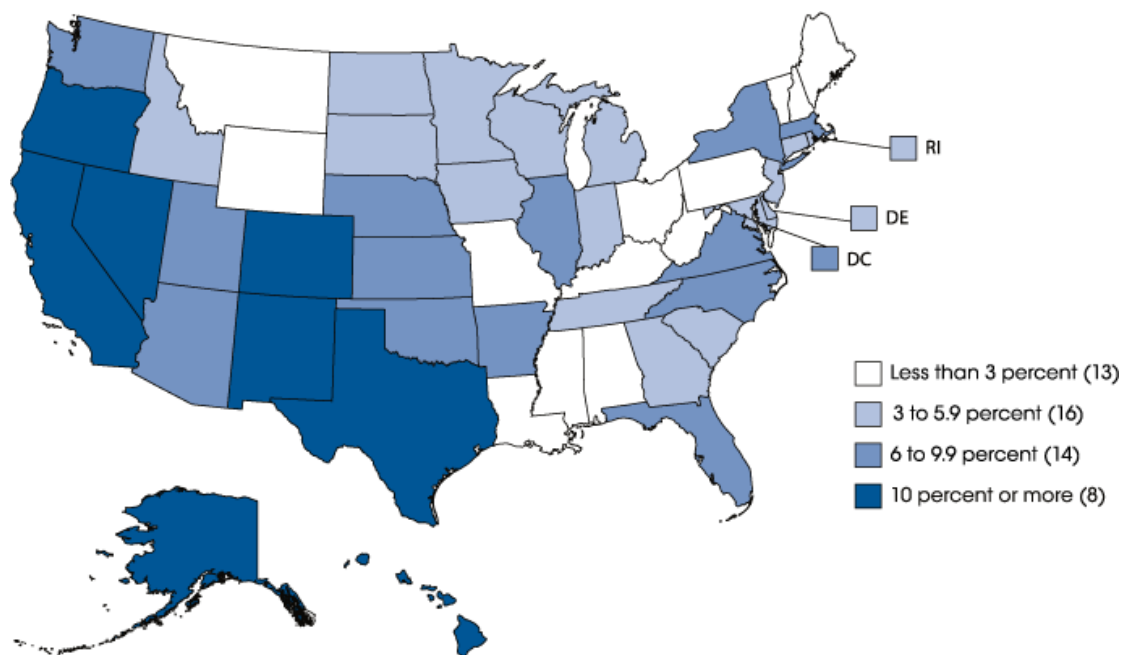 RI
DE
DC
Less than 3 percent (13)
3 to 5.9 percent (16)
6 to 9.9 percent (14)
10 percent or more (8)